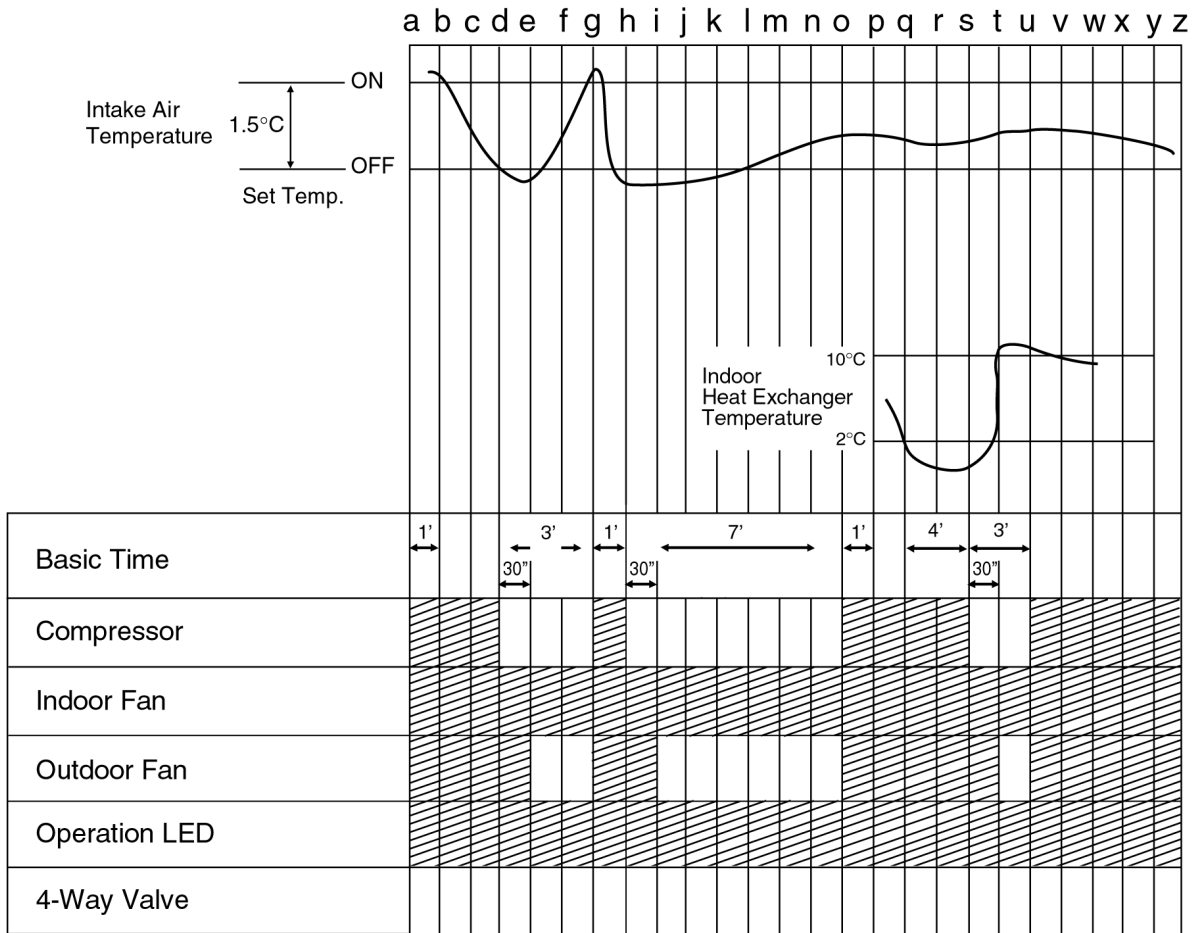 a b c d e f g h i j k l m n o p q r s t u v w x y z
ON
Intake Air
Temperature
1.5°C
OFF
Set Temp.
10°C
Indoor
Heat Exchanger
Temperature
2°C
Basic Time
1’ 3’ 1’ 7’ 1’ 4’ 3’
30” 30” 30”
Compressor
Indoor Fan
Outdoor Fan
Operation LED
4-Way Valve